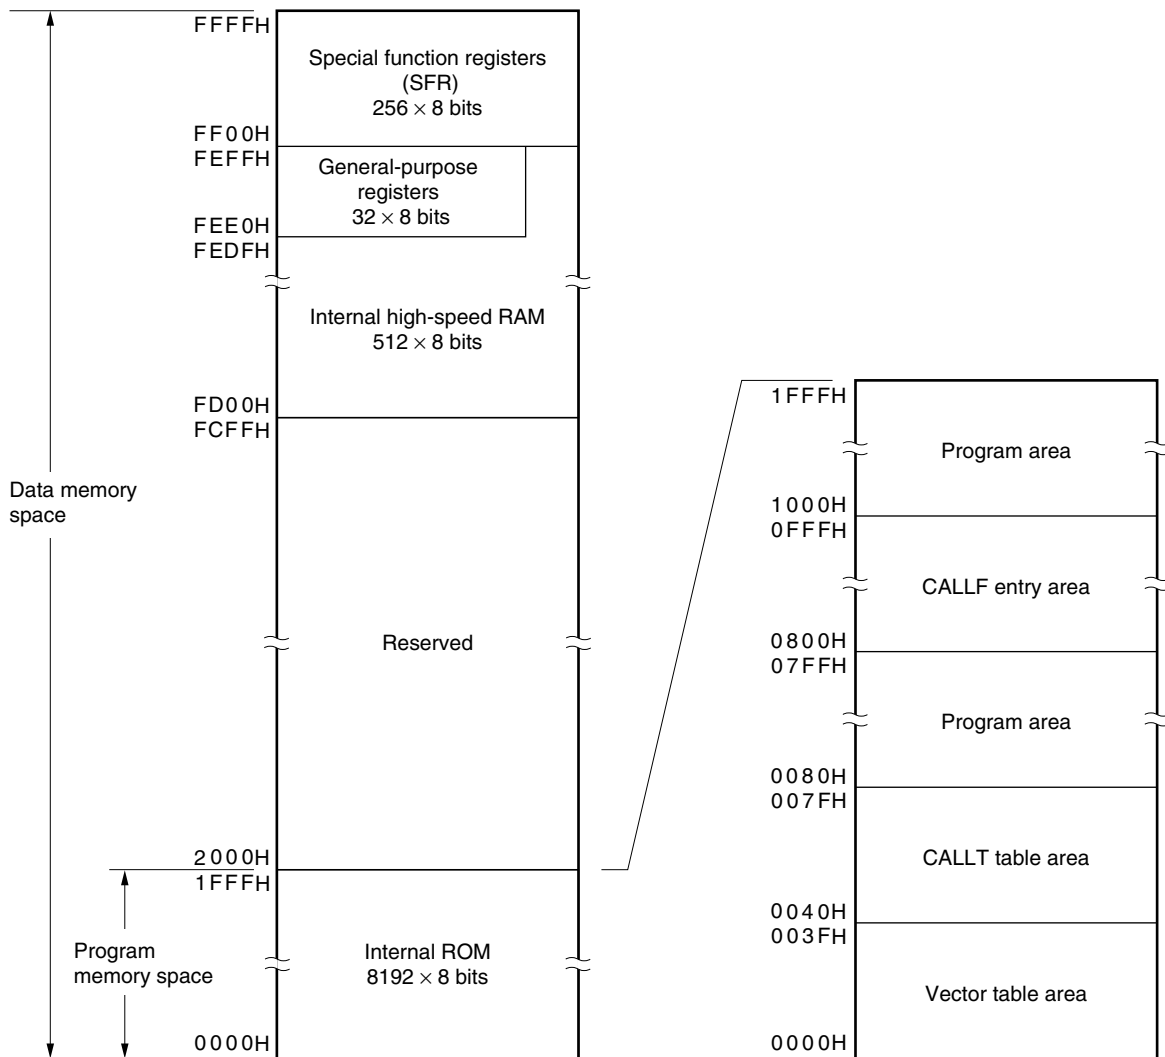 FFFFH
Special function registers
(SFR)
256 × 8 bits
FF00H
FEFFH
General-purpose
registers
32 × 8 bits
FEE0H
FEDFH
Internal high-speed RAM
512 × 8 bits
FD00H
FCFFH
Data memory
space
Reserved
2000H
1FFFH
Program
memory space
Internal ROM
8192 × 8 bits
0000H
1FFFH
Program area
1000H
0FFFH
CALLF entry area
0800H
07FFH
Program area
0080H
007FH
CALLT table area
0040H
003FH
Vector table area
0000H